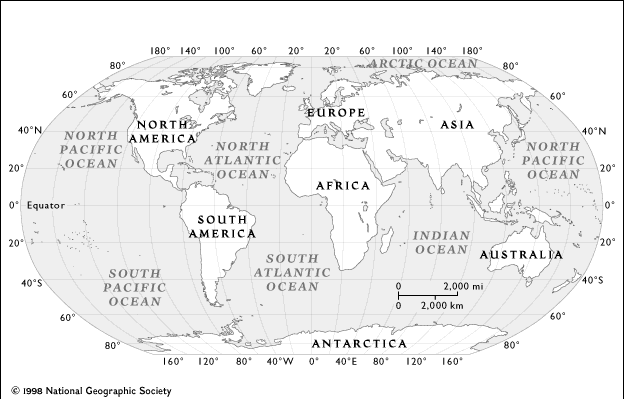 180° 140° 100° 60° 20° 20° 60° 100° 140° 180°
ARCTIC OCEAN
80° 80°
60° 60°
EUROPE
NORTH
AMERICA
ASIA
40°N 40°
NORTH
PACIFIC
OCEAN
NORTH
ATLANTIC
OCEAN
NORTH
PACIFIC
OCEAN
20° 20°
AFRICA
Equator 0° 0°
SOUTH
AMERICA
INDIAN
OCEAN
20° 20°
AUSTRALIA
SOUTH
ATLANTIC
OCEAN
SOUTH
PACIFIC
OCEAN
40°S 40°S
0 2,000 mi
0 2,000 km
60° 60°
80° 80°
ANTARCTICA
160° 120° 80° 40°W 0° 40°E 80° 120° 160°
© 1998 National Geographic Society